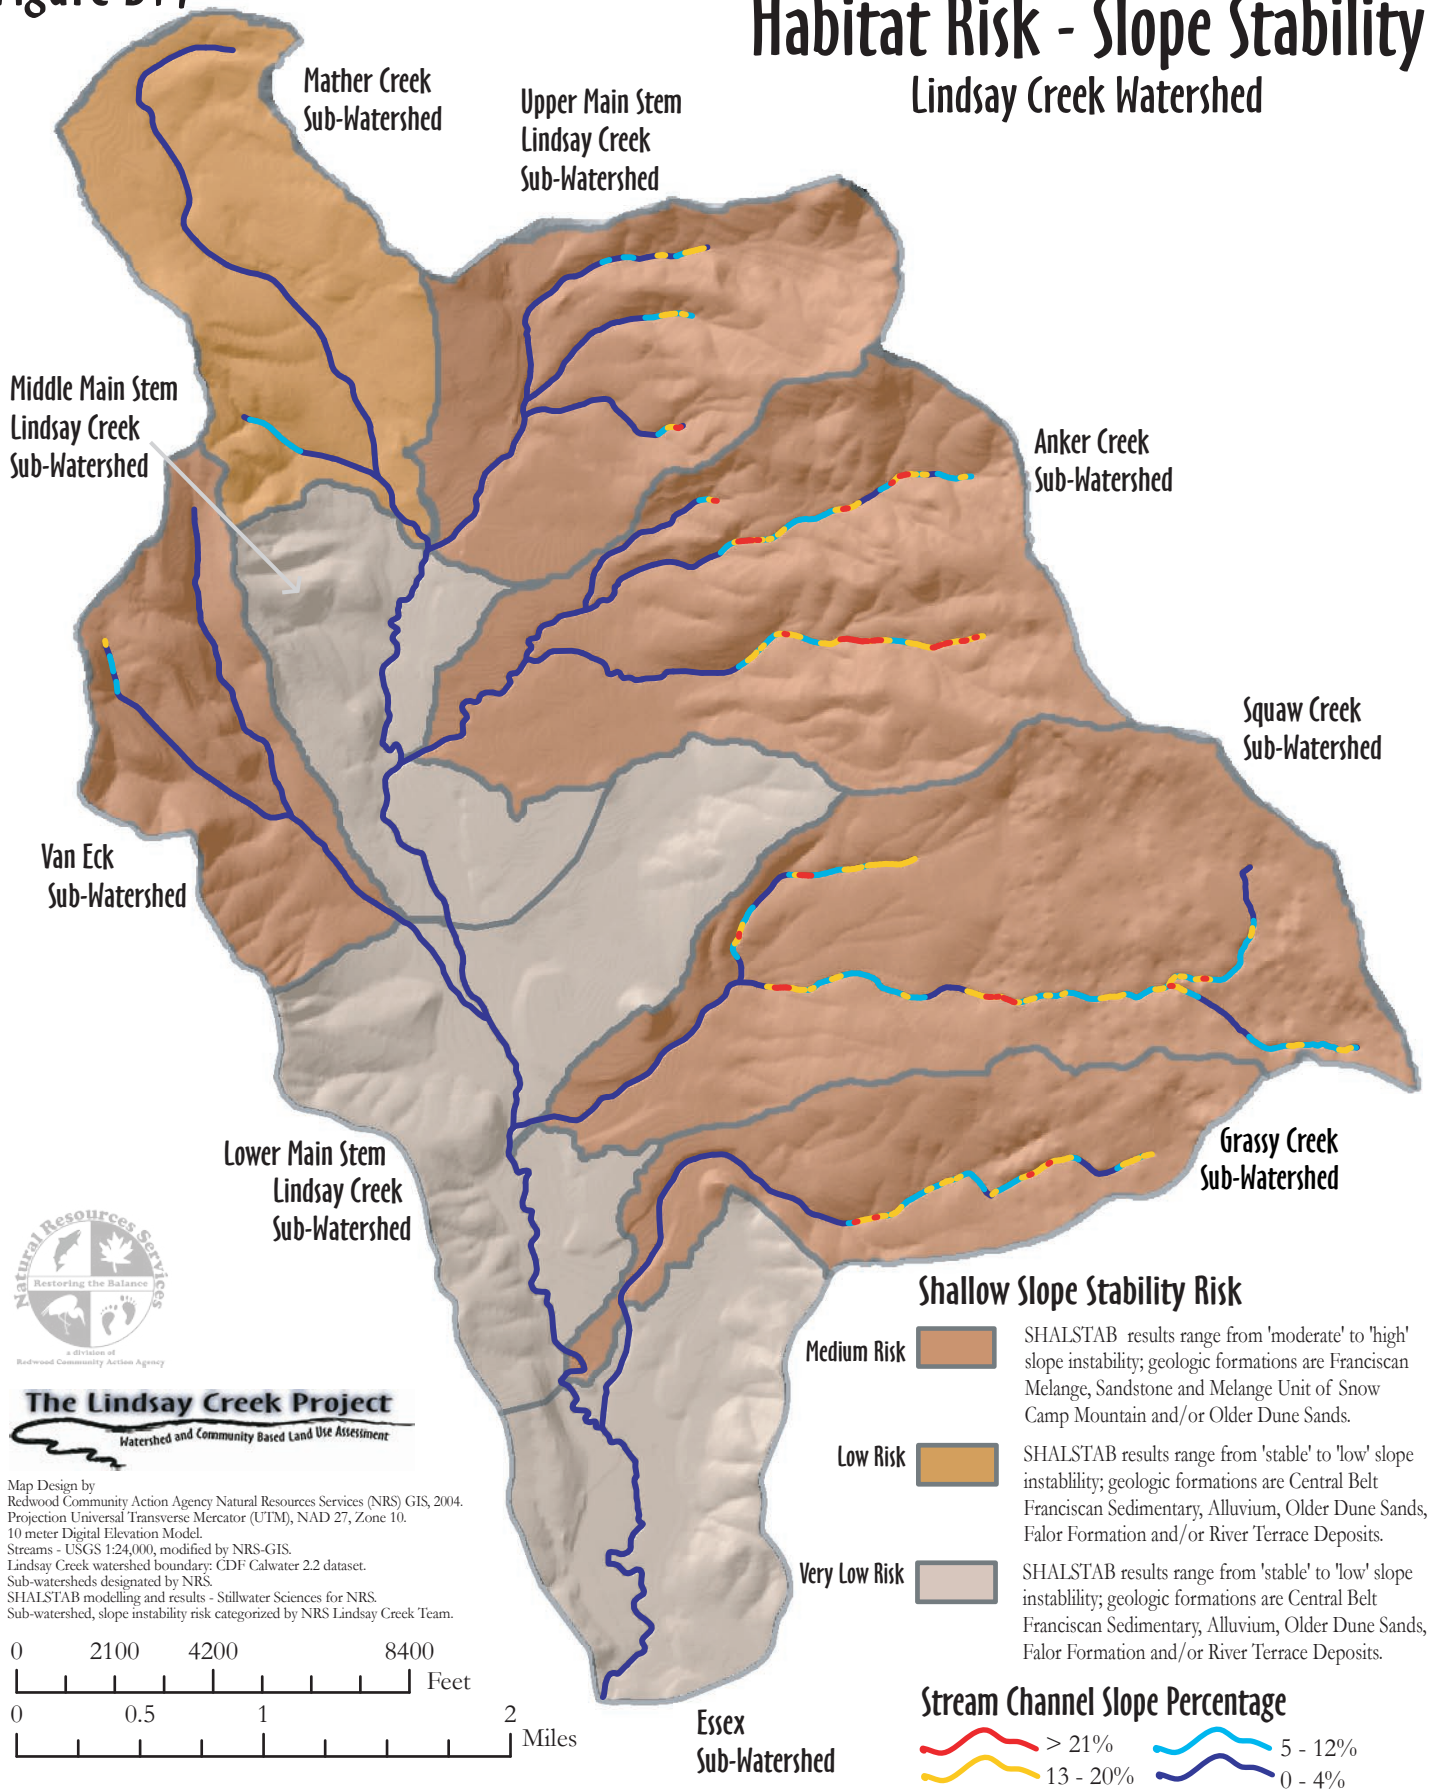 Habitat Risk - Slope Stability
Lindsay Creek Watershed
Mather Creek
Sub-Watershed
Upper Main Stem
Lindsay Creek
Sub-Watershed
Middle Main Stem
Lindsay Creek
Sub-Watershed
Anker Creek
Sub-Watershed
Squaw Creek
Sub-Watershed
Van Eck
Sub-Watershed
Lower Main Stem
Lindsay Creek
Sub-Watershed
Grassy Creek
Sub-Watershed
Essex
Sub-Watershed
Natural Resources Services
Restoring the Balance
a division of
Redwood Community Action Agency
The Lindsay Creek Project
Watershed and Community Based Land Use Assessment
Map Design by
Redwood Community Action Agency Natural Resources Services (NRS) GIS, 2004.
Projection Universal Transverse Mercator (UTM), NAD 27, Zone 10.
10 meter Digital Elevation Model.
Streams - USGS 1:24,000, modified by NRS-GIS.
Lindsay Creek watershed boundary: CDF Calwater 2.2 dataset.
Sub-watersheds designated by NRS.
SHALSTAB modelling and results - Stillwater Sciences for NRS.
Sub-watershed, slope instability risk categorized by NRS Lindsay Creek Team.
0 2100 4200 8400
Feet
0 0.5 1 2
Miles
Shallow Slope Stability Risk
Medium Risk
SHALSTAB results range from 'moderate' to 'high'
slope instability; geologic formations are Franciscan
Melange, Sandstone and Melange Unit of Snow
Camp Mountain and/or Older Dune Sands.
Low Risk
SHALSTAB results range from 'stable' to 'low' slope
instablility; geologic formations are Central Belt
Franciscan Sedimentary, Alluvium, Older Dune Sands,
Falor Formation and/or River Terrace Deposits.
Very Low Risk
SHALSTAB results range from 'stable' to 'low' slope
instablility; geologic formations are Central Belt
Franciscan Sedimentary, Alluvium, Older Dune Sands,
Falor Formation and/or River Terrace Deposits.
Stream Channel Slope Percentage
> 21%
13 - 20%
5 - 12%
0 - 4%